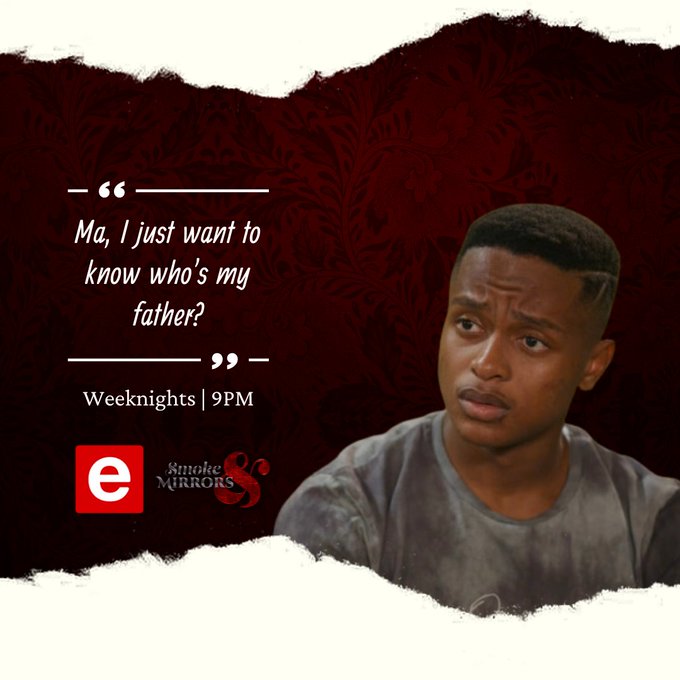 “
Ma, I just want to
know who's my
father?
”
Weeknights | 9PM
e
Smoke &
MIRRORS